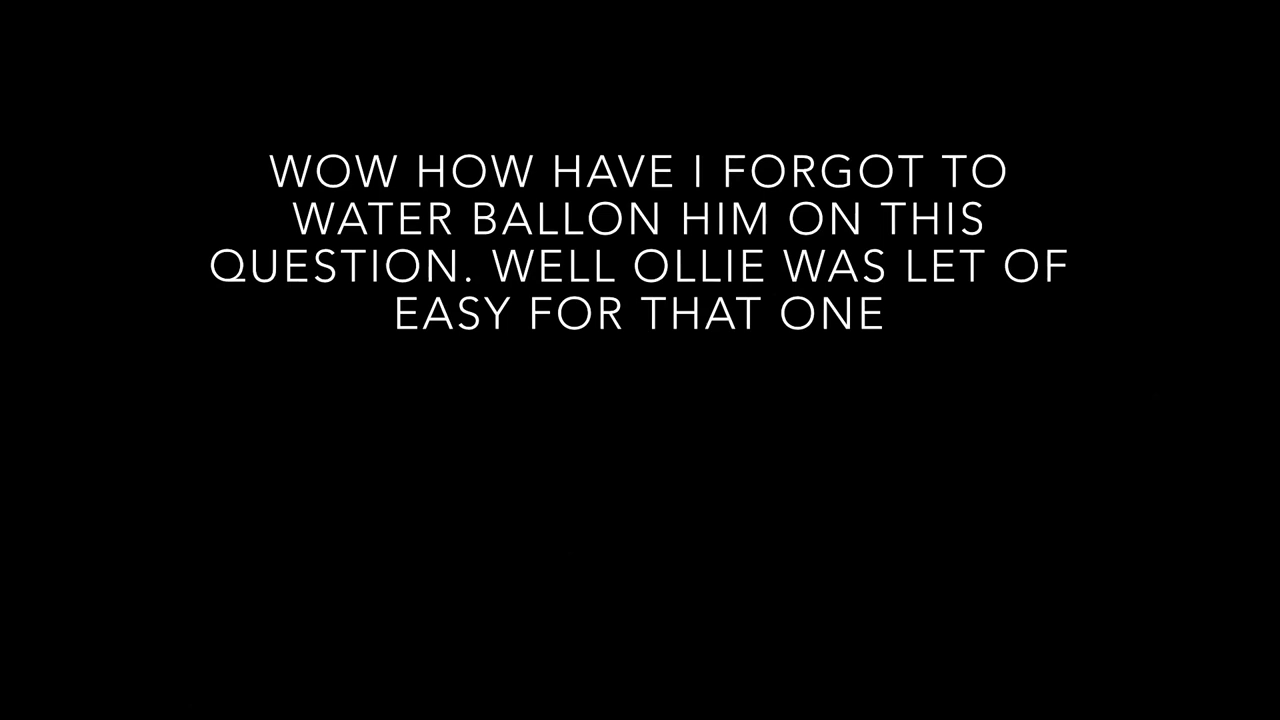 WOW HOW HAVE I FORGOT TO
WATER BALLON HIM ON THIS
QUESTION. WELL OLLIE WAS LET OF
EASY FOR THAT ONE